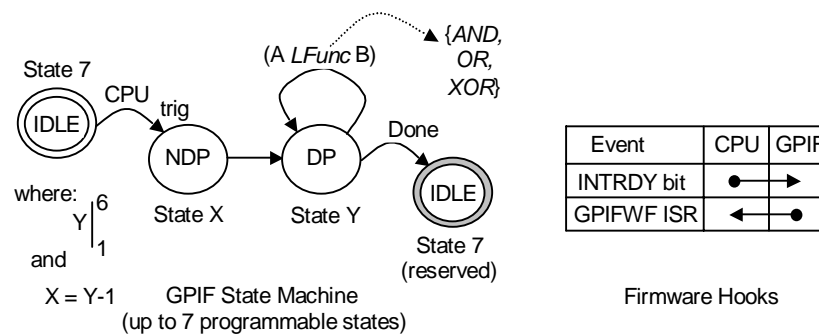 State 7
IDLE
CPU
trig
NDP
State X
(A LFunc B)
{AND,
OR,
XOR}
DP
State Y
Done
IDLE
State 7
(reserved)
where:
Y|6 1
and
X = Y-1
GPIF State Machine
(up to 7 programmable states)
Event CPU GPIF
INTRDY bit
GPIFWF ISR
Firmware Hooks